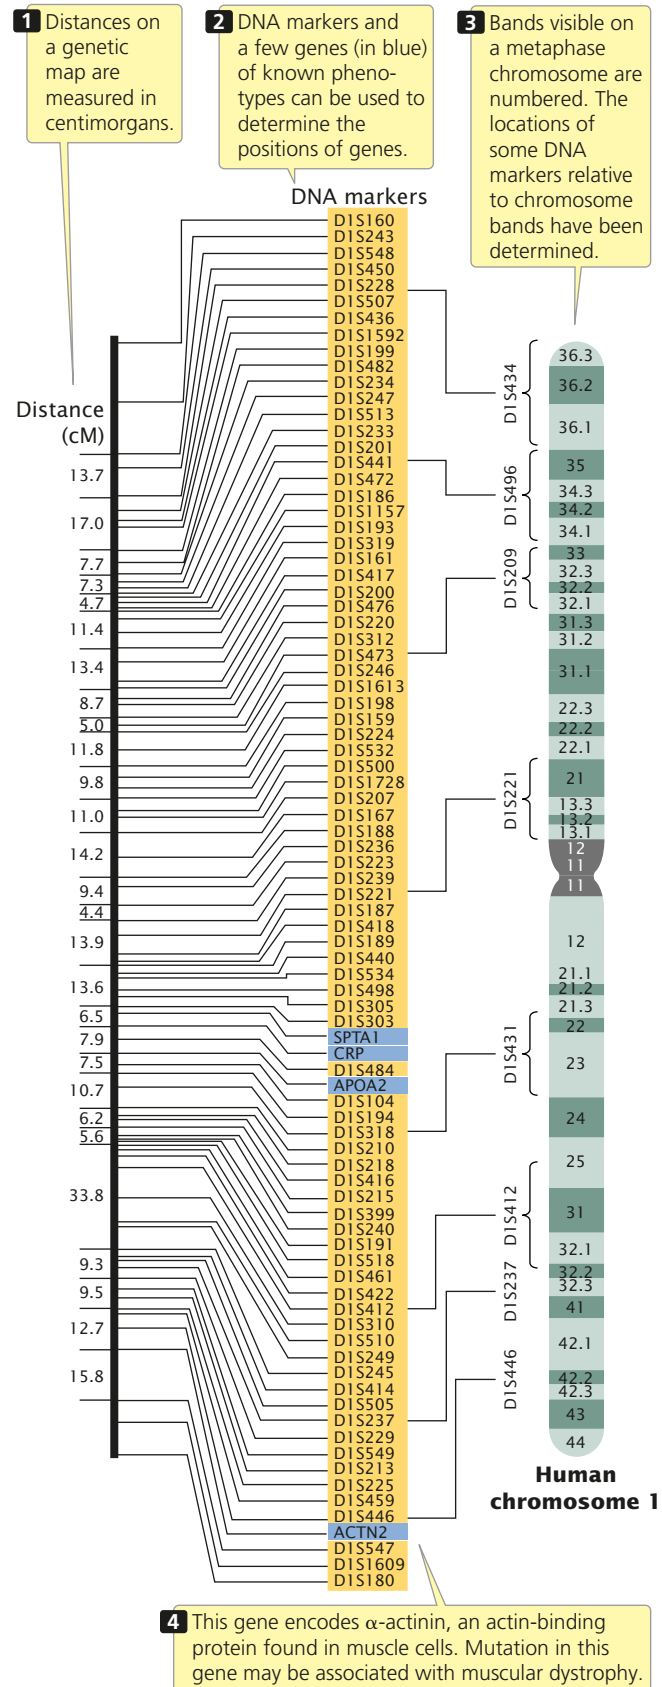 1 Distances on
a genetic
map are
measured in
centimorgans.
2 DNA markers and
a few genes (in blue)
of known pheno-
types can be used to
determine the
positions of genes.
3 Bands visible on
a metaphase
chromosome are
numbered. The
locations of
some DNA
markers relative
to chromosome
bands have been
determined.
Distance
(cM)
13.7
17.0
7.7
7.3
4.7
11.4
13.4
8.7
5.0
11.8
9.8
11.0
14.2
9.4
4.4
13.9
13.6
6.5
7.9
7.5
10.7
6.2
5.6
33.8
9.3
9.5
12.7
15.8
DNA markers
D1S160
D1S243
D1S548
D1S450
D1S228
D1S507
D1S436
D1S1592
D1S199
D1S482
D1S234
D1S247
D1S513
D1S233
D1S201
D1S441
D1S472
D1S186
D1S1157
D1S193
D1S319
D1S161
D1S417
D1S200
D1S476
D1S220
D1S312
D1S473
D1S246
D1S1613
D1S198
D1S159
D1S224
D1S532
D1S500
D1S1728
D1S207
D1S167
D1S188
D1S236
D1S223
D1S239
D1S221
D1S187
D1S418
D1S189
D1S440
D1S534
D1S498
D1S305
D1S303
SPTA1
CRP
D1S484
APOA2
D1S104
D1S194
D1S318
D1S210
D1S218
D1S416
D1S215
D1S399
D1S240
D1S191
D1S518
D1S461
D1S422
D1S412
D1S310
D1S510
D1S249
D1S245
D1S414
D1S505
D1S237
D1S229
D1S549
D1S213
D1S225
D1S459
D1S446
ACTN2
D1S547
D1S1609
D1S180
D1S434
D1S496
D1S209
D1S221
D1S431
D1S412
D1S237
D1S446
36.3
36.2
36.1
35
34.3
34.2
34.1
33
32.3
32.2
32.1
31.3
31.2
31.1
22.3
22.2
22.1
21
13.3
13.2
13.1
12
11
11
12
21.1
21.2
21.3
22
23
24
25
31
32.1
32.2
32.3
41
42.1
42.2
42.3
43
44
Human
chromosome 1
4 This gene encodes α-actinin, an actin-binding
protein found in muscle cells. Mutation in this
gene may be associated with muscular dystrophy.